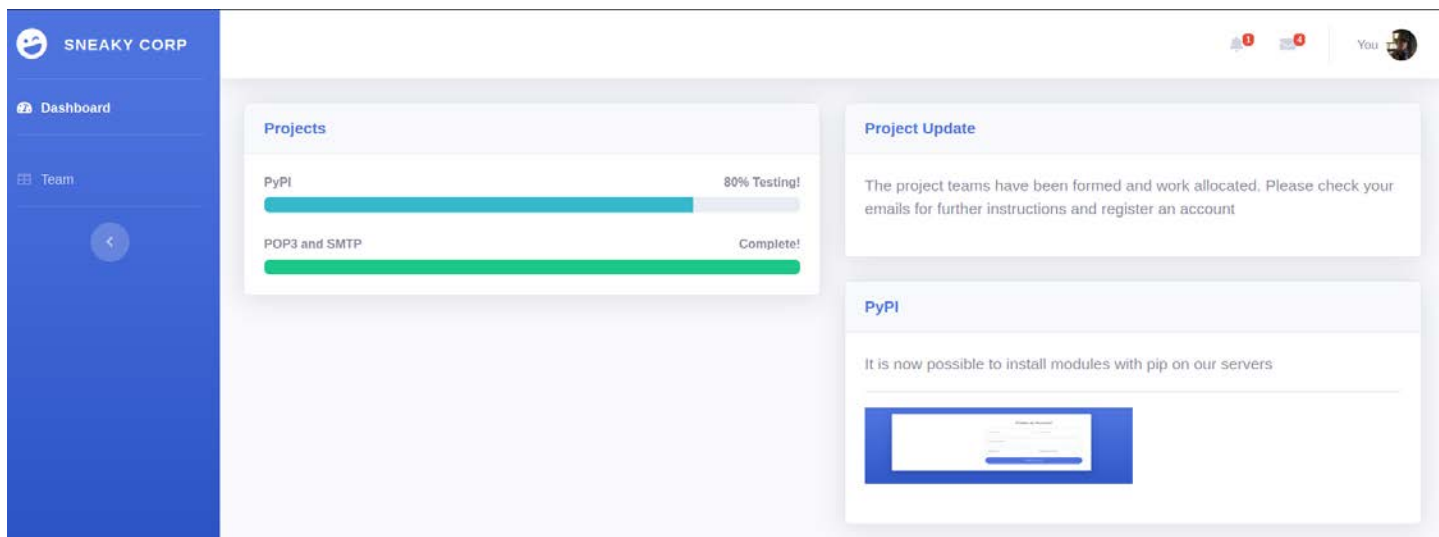 SNEAKY CORP
1
4
You
Dashboard
Team
Projects
PyPI
80% Testing!
POP3 and SMTP
Complete!
Project Update
The project teams have been formed and work allocated. Please check your
emails for further instructions and register an account
PyPI
It is now possible to install modules with pip on our servers